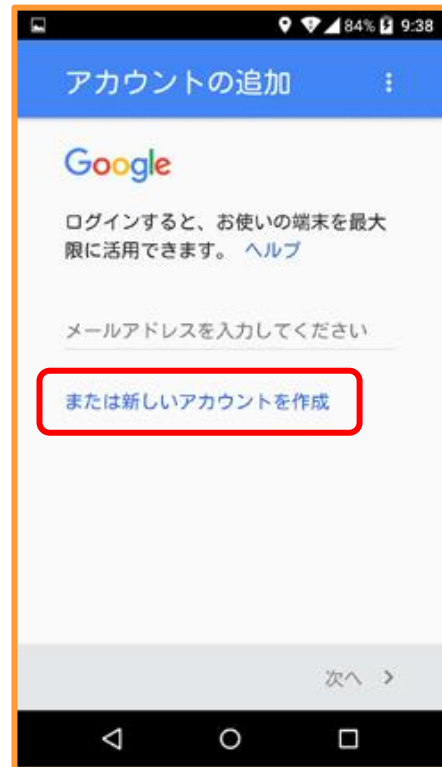 84% 9:38
アカウントの追加
Google
ログインすると、お使いの端末を最大
限に活用できます。 ヘルプ
メールアドレスを入力してください
または新しいアカウントを作成
次へ